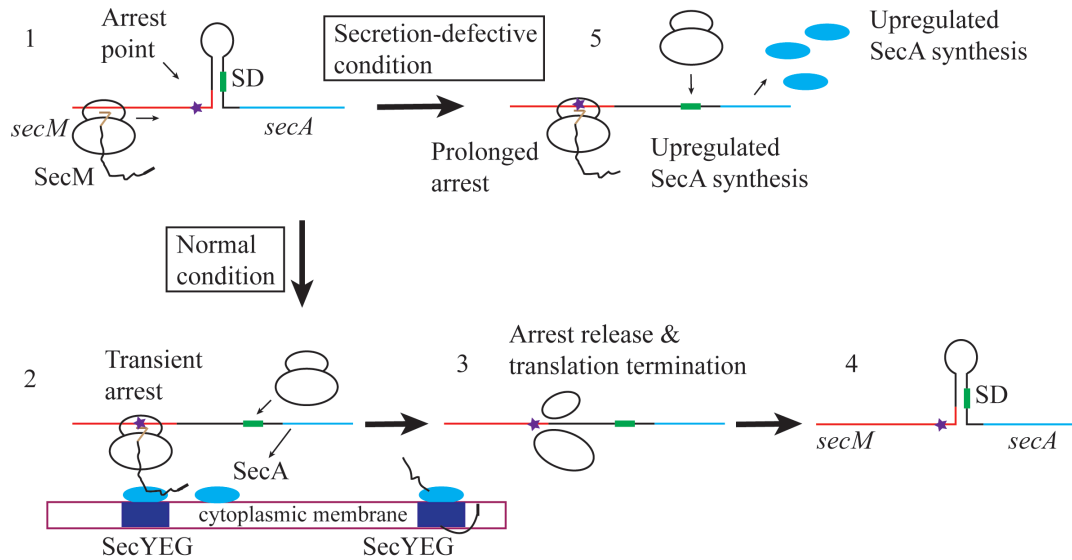 1
Arrest
point
SD
secM
secA
SecM
Secretion-defective
condition
5
Upregulated
SecA synthesis
Prolonged
arrest
Upregulated
SecA synthesis
Normal
condition
2
Transient
arrest
SecA
cytoplasmic membrane
SecYEG
SecYEG
3
Arrest release &
translation termination
4
SD
secM
secA